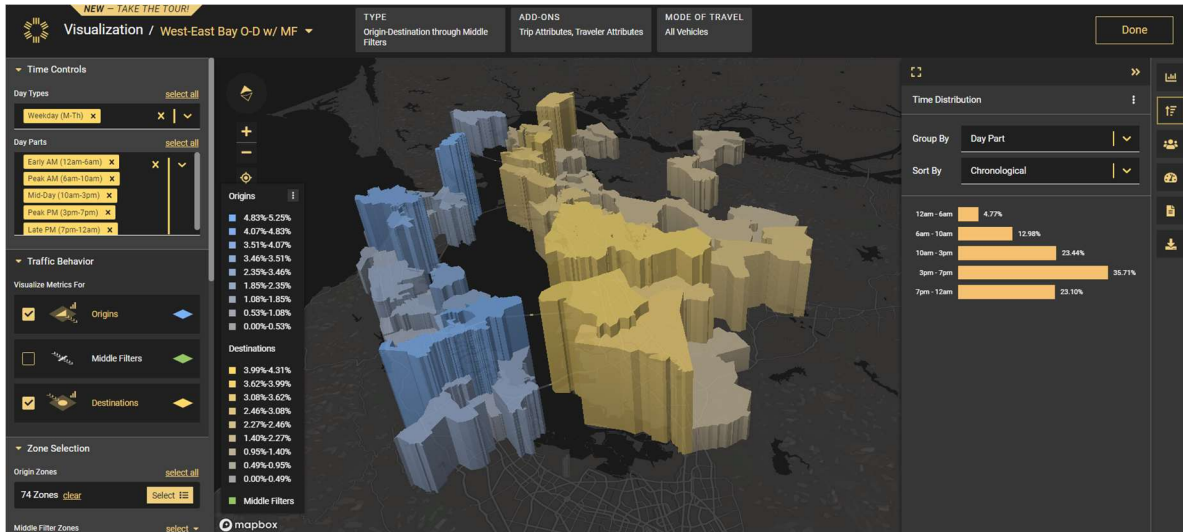 NEW — TAKE THE TOUR!
Visualization / West-East Bay O-D w/ MF
TYPE
Origin-Destination through Middle
Filters
ADD-ONS
Trip Attributes, Traveler Attributes
MODE OF TRAVEL
All Vehicles
Done
Time Controls
Day Types
select all
Weekday (M-Th) x
Day Parts
select all
Early AM (12am-6am) x
Peak AM (6am-10am) x
Mid-Day (10am-3pm) x
Peak PM (3pm-7pm) x
Late PM (7pm-12am) x
Traffic Behavior
Visualize Metrics For
Origins
Middle Filters
Destinations
Zone Selection
Origin Zones
select all
74 Zones clear
Select
Middle Filter Zones
select
Origins
4.83%-5.25%
4.07%-4.83%
3.51%-4.07%
3.46%-3.51%
2.35%-3.46%
1.85%-2.35%
1.08%-1.85%
0.53%-1.08%
0.00%-0.53%
Destinations
3.99%-4.31%
3.62%-3.99%
3.08%-3.62%
2.46%-3.08%
2.27%-2.46%
1.40%-2.27%
0.95%-1.40%
0.49%-0.95%
0.00%-0.49%
Middle Filters
mapbox
Time Distribution
Group By
Day Part
Sort By
Chronological
12am - 6am 4.77%
6am - 10am 12.98%
10am - 3pm 23.44%
3pm - 7pm 35.71%
7pm - 12am 23.10%